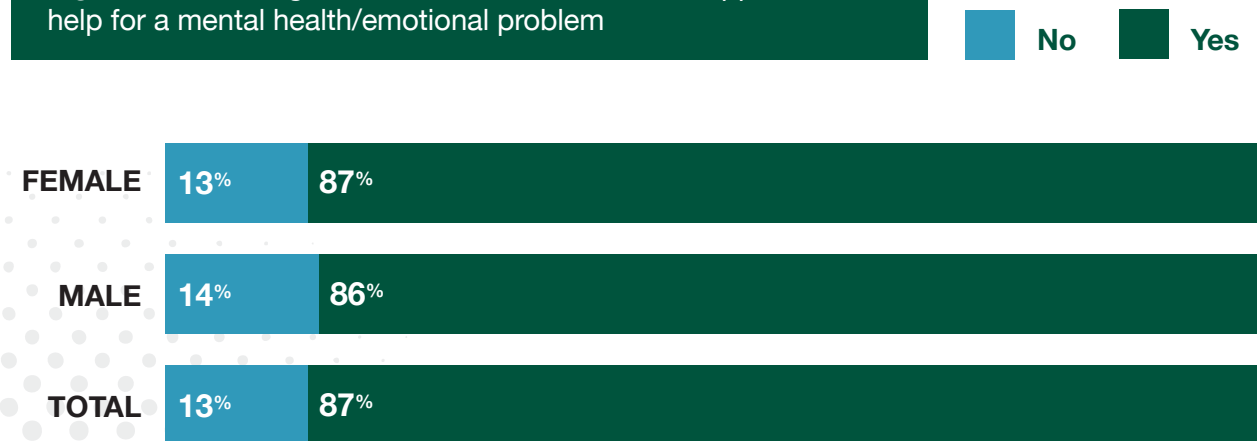 help for a mental health/emotional problem
No Yes
FEMALE 13% 87%
MALE 14% 86%
TOTAL 13% 87%